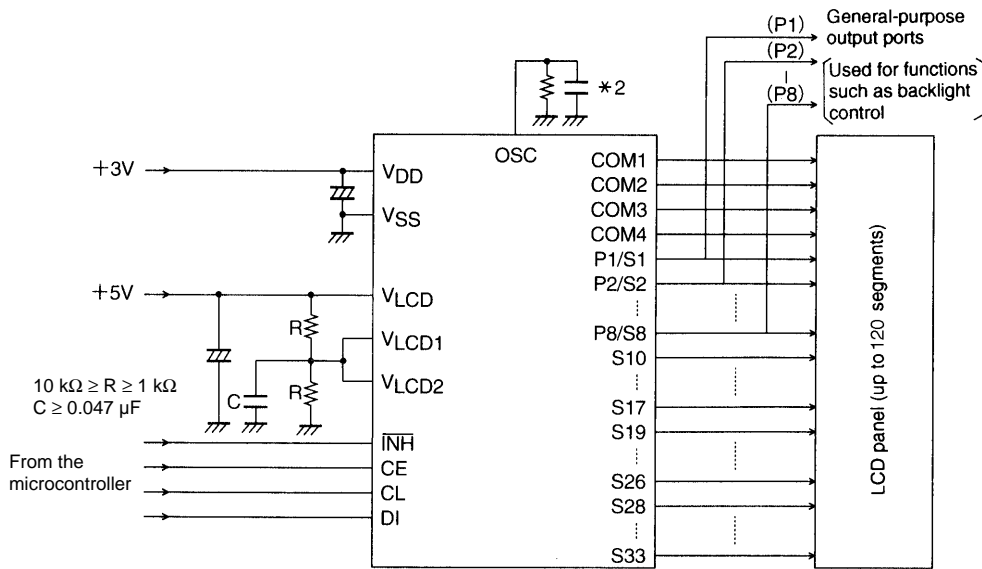 (P1)
General-purpose
output ports
(P2)
(P8)
Used for functions
such as backlight
control
*2
OSC
+3V
VDD
VSS
+5V
VLCD
R
VLCD1
VLCD2
C
R
10 kΩ ≥ R ≥ 1 kΩ
C ≥ 0.047 µF
INH
From the
microcontroller
CE
CL
DI
COM1
COM2
COM3
COM4
P1/S1
P2/S2
P8/S8
S10
S17
S19
S26
S28
S33
LCD panel (up to 120 segments)